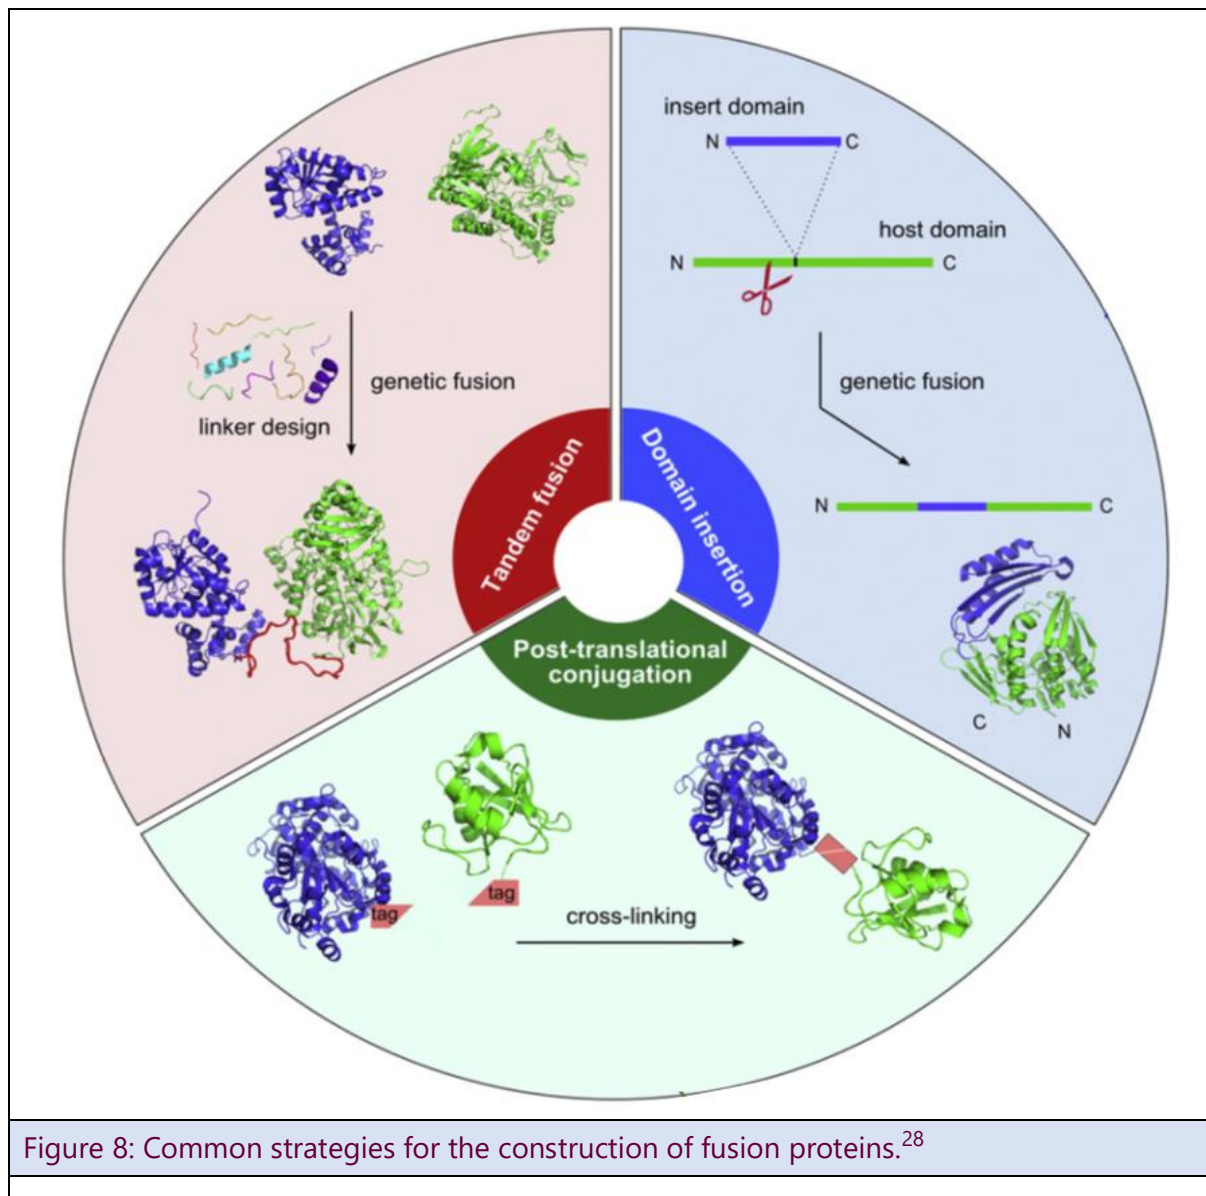 insert domain
N
C
host domain
N
C
genetic fusion
genetic fusion
linker design
N
C
Tandem fusion
Domain insertion
Post-translational
conjugation
C
N
tag
tag
cross-linking
Figure 8: Common strategies for the construction of fusion proteins.28